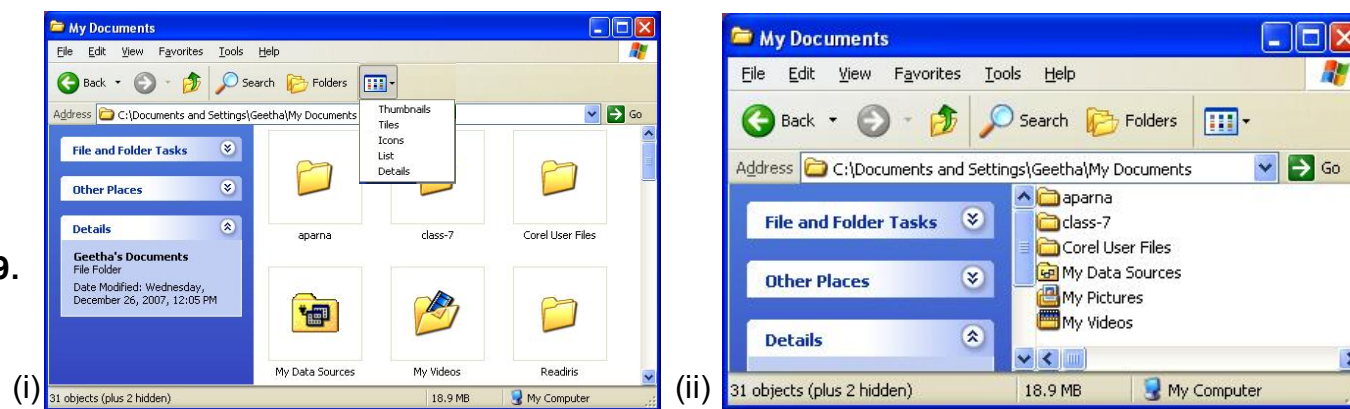 My Documents
File Edit View Favorites Tools Help
Back Search Folders
Address C:\Documents and Settings\Geetha\My Documents Go
Thumbnails
Tiles
Icons
List
Details
File and Folder Tasks
Other Places
Details
Geetha's Documents
File Folder
Date Modified: Wednesday,
December 26, 2007, 12:05 PM
aparna class-7 Corel User Files
My Data Sources My Videos Readiris
31 objects (plus 2 hidden) 18.9 MB My Computer
9.
(i)
My Documents
File Edit View Favorites Tools Help
Back Search Folders
Address C:\Documents and Settings\Geetha\My Documents Go
File and Folder Tasks
Other Places
Details
aparna
class-7
Corel User Files
My Data Sources
My Pictures
My Videos
31 objects (plus 2 hidden) 18.9 MB My Computer
(ii)